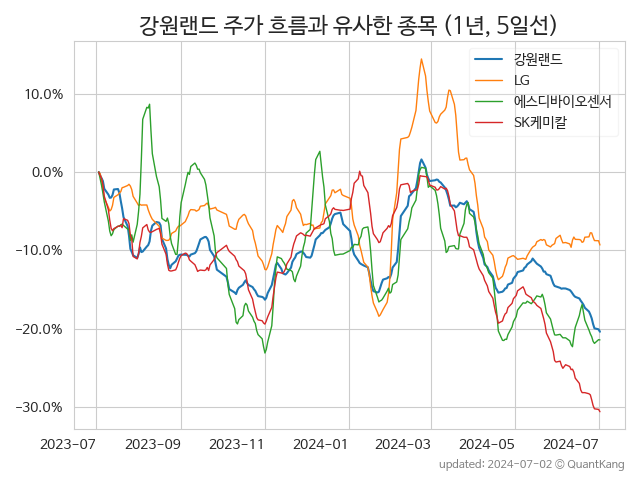 강원랜드 주가 흐름과 유사한 종목 (1년, 5일선)
강원랜드
LG
에스디바이오센서
SK케미칼
10.0%
0.0%
-10.0%
-20.0%
-30.0%
2023-07 2023-09 2023-11 2024-01 2024-03 2024-05 2024-07
updated: 2024-07-02 © QuantKang